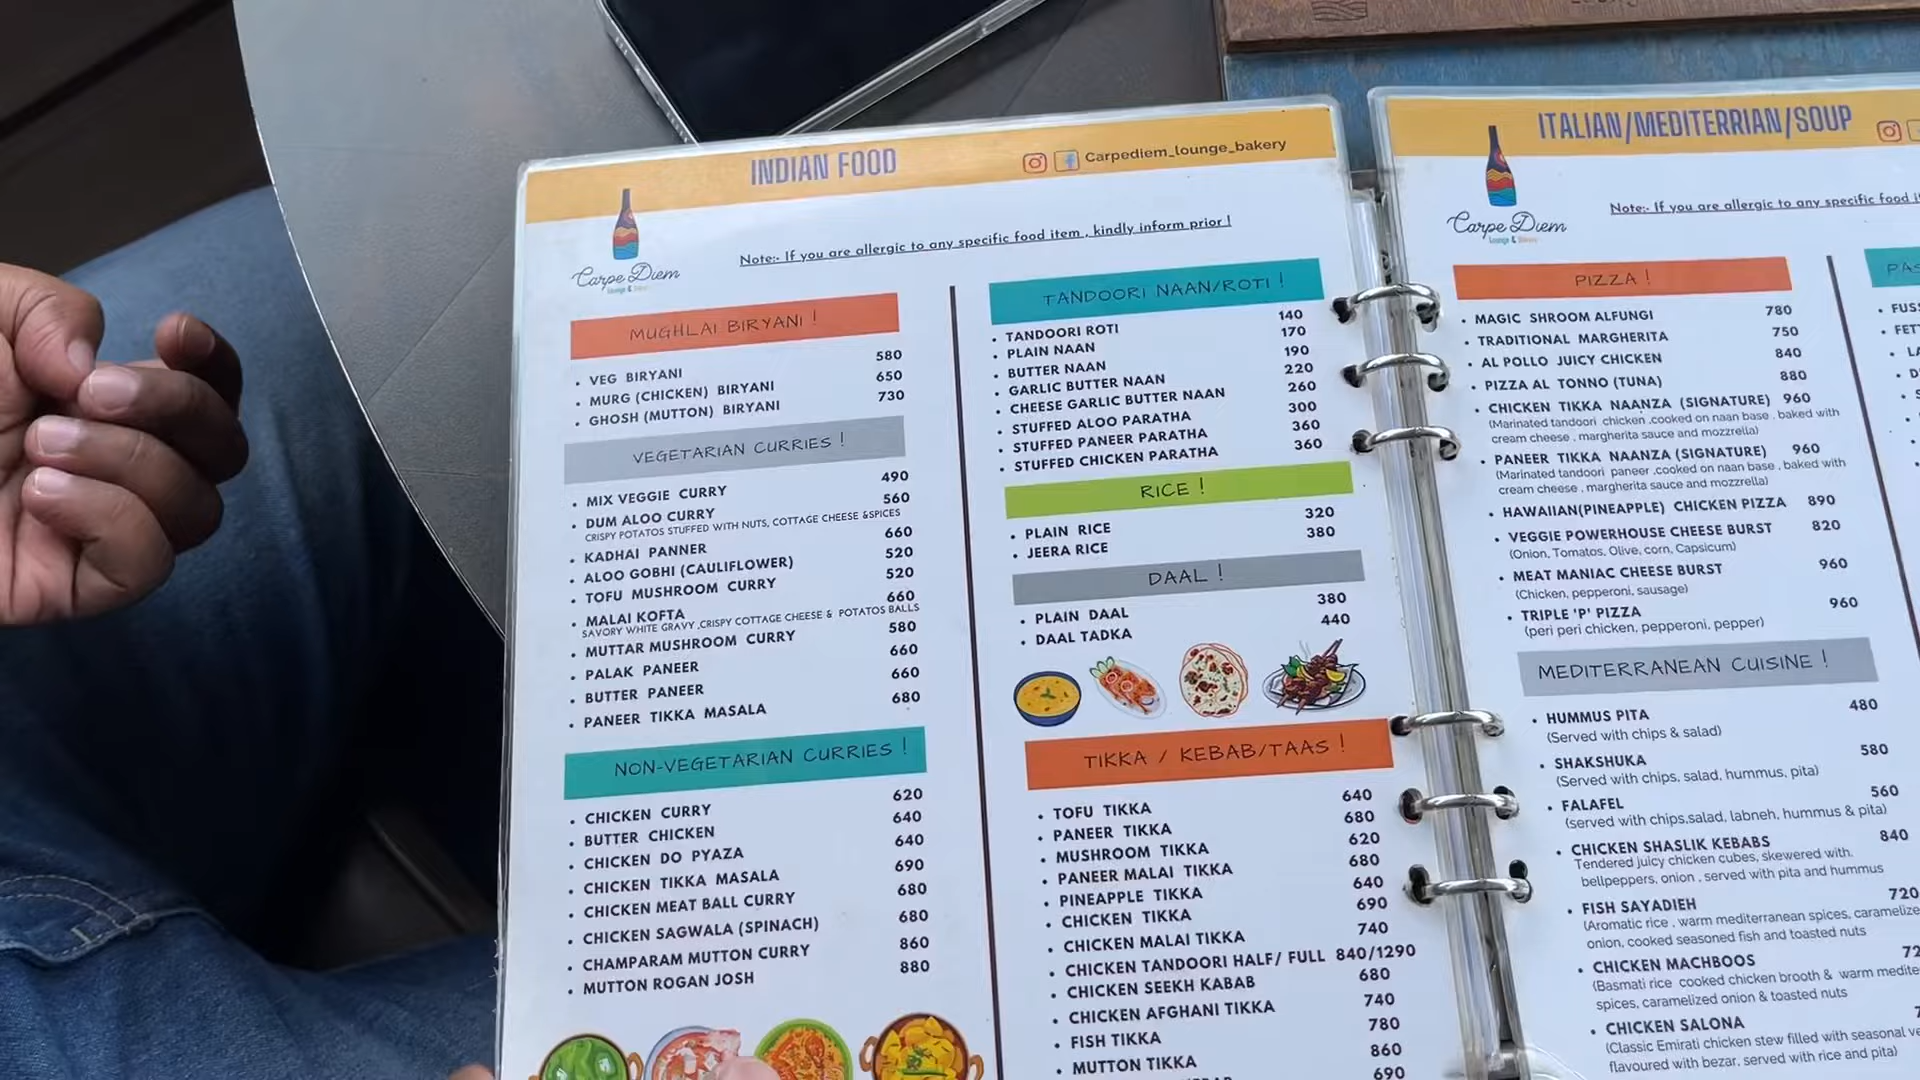 INDIAN FOOD
Carpediem_lounge_bakery
Carpe Diem
Note:- If you are allergic to any specific food item , kindly inform prior !
MUGHLAI BIRYANI !
VEG BIRYANI 580
MURG (CHICKEN) BIRYANI 650
GHOSH (MUTTON) BIRYANI 730
VEGETARIAN CURRIES !
MIX VEGGIE CURRY 490
DUM ALOO CURRY 560
CRISPY POTATOS STUFFED WITH NUTS, COTTAGE CHEESE &SPICES
KADHAI PANNER 660
ALOO GOBHI (CAULIFLOWER) 520
TOFU MUSHROOM CURRY 520
MALAI KOFTA 660
SAVORY WHITE GRAVY ,CRISPY COTTAGE CHEESE & POTATOS BALLS
MUTTAR MUSHROOM CURRY 580
PALAK PANEER 660
BUTTER PANEER 660
PANEER TIKKA MASALA 680
NON-VEGETARIAN CURRIES !
CHICKEN CURRY 620
BUTTER CHICKEN 640
CHICKEN DO PYAZA 640
CHICKEN TIKKA MASALA 690
CHICKEN MEAT BALL CURRY 680
CHICKEN SAGWALA (SPINACH) 680
CHAMPARAM MUTTON CURRY 860
MUTTON ROGAN JOSH 880
TANDOORI NAAN/ROTI !
TANDOORI ROTI 140
PLAIN NAAN 170
BUTTER NAAN 190
GARLIC BUTTER NAAN 220
CHEESE GARLIC BUTTER NAAN 260
STUFFED ALOO PARATHA 300
STUFFED PANEER PARATHA 360
STUFFED CHICKEN PARATHA 360
RICE !
PLAIN RICE 320
JEERA RICE 380
DAAL !
PLAIN DAAL 380
DAAL TADKA 440
TIKKA / KEBAB/TAAS !
TOFU TIKKA 640
PANEER TIKKA 680
MUSHROOM TIKKA 620
PANEER MALAI TIKKA 680
PINEAPPLE TIKKA 640
CHICKEN TIKKA 690
CHICKEN MALAI TIKKA 740
CHICKEN TANDOORI HALF/ FULL 840/1290
CHICKEN SEEKH KABAB 680
CHICKEN AFGHANI TIKKA 740
FISH TIKKA 780
MUTTON TIKKA 860
690
ITALIAN/MEDITERRIAN/SOUP
Carpe Diem
Note:- If you are allergic to any specific food
PIZZA !
MAGIC SHROOM ALFUNGI 780
TRADITIONAL MARGHERITA 750
AL POLLO JUICY CHICKEN 840
PIZZA AL TONNO (TUNA) 880
CHICKEN TIKKA NAANZA (SIGNATURE) 960
(Marinated tandoori chicken ,cooked on naan base , baked with
cream cheese , margherita sauce and mozzrella)
PANEER TIKKA NAANZA (SIGNATURE) 960
(Marinated tandoori paneer ,cooked on naan base , baked with
cream cheese , margherita sauce and mozzrella)
HAWAIIAN(PINEAPPLE) CHICKEN PIZZA 890
VEGGIE POWERHOUSE CHEESE BURST 820
(Onion, Tomatos, Olive, corn, Capsicum)
MEAT MANIAC CHEESE BURST 960
(Chicken, pepperoni, sausage)
TRIPLE 'P' PIZZA 960
(peri peri chicken, pepperoni, pepper)
MEDITERRANEAN CUISINE !
HUMMUS PITA 480
(Served with chips & salad)
SHAKSHUKA 580
(Served with chips, salad, hummus, pita)
FALAFEL 560
(served with chips,salad, labneh, hummus & pita)
CHICKEN SHASLIK KEBABS 840
Tendered juicy chicken cubes, skewered with.
bellpeppers, onion , served with pita and hummus
FISH SAYADIEH 720
(Aromatic rice , warm mediterranean spices, caramelize
onion, cooked seasoned fish and toasted nuts
CHICKEN MACHBOOS 72
(Basmati rice cooked chicken brooth & warm medite
spices, caramelized onion & toasted nuts
CHICKEN SALONA
(Classic Emirati chicken stew filled with seasonal ve
flavoured with bezar, served with rice and pita)